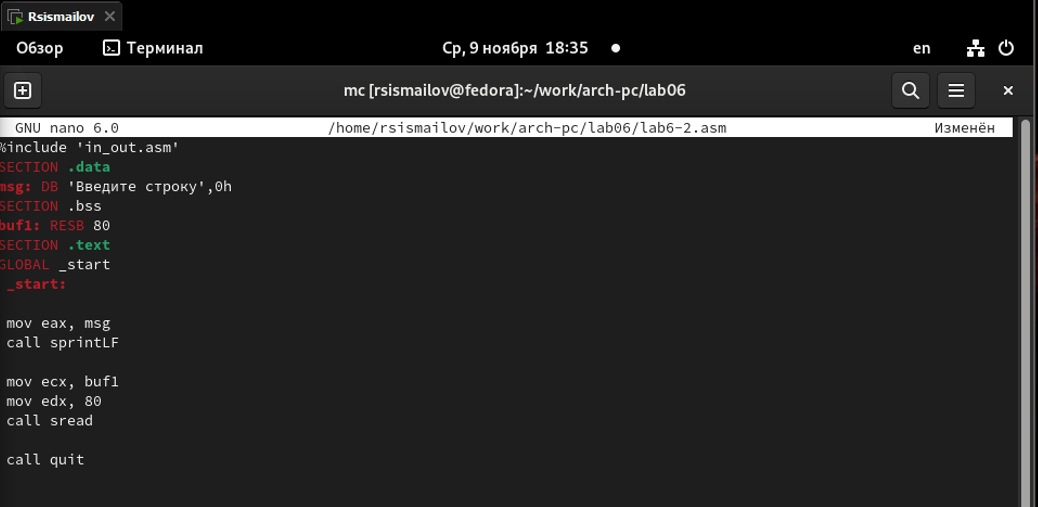 Rsismailov
Обзор Терминал Ср, 9 ноября 18:35 en
mc [rsismailov@fedora]:~/work/arch-pc/lab06
GNU nano 6.0 /home/rsismailov/work/arch-pc/lab06/lab6-2.asm Изменён
%include 'in_out.asm'
SECTION .data
msg: DB 'Введите строку',0h
SECTION .bss
buf1: RESB 80
SECTION .text
GLOBAL _start
_start:
mov eax, msg
call sprintLF
mov ecx, buf1
mov edx, 80
call sread
call quit